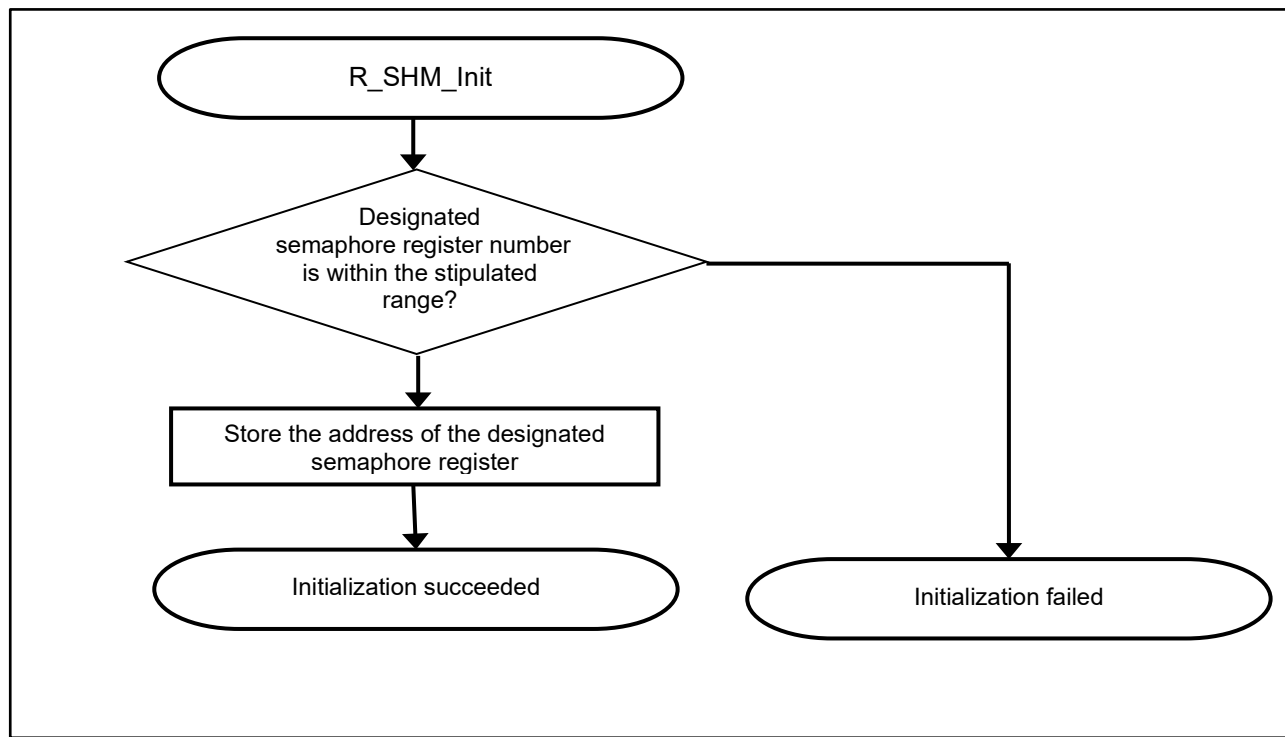 R_SHM_Init
Designated
semaphore register number
is within the stipulated
range?
Store the address of the designated
semaphore register
Initialization succeeded
Initialization failed